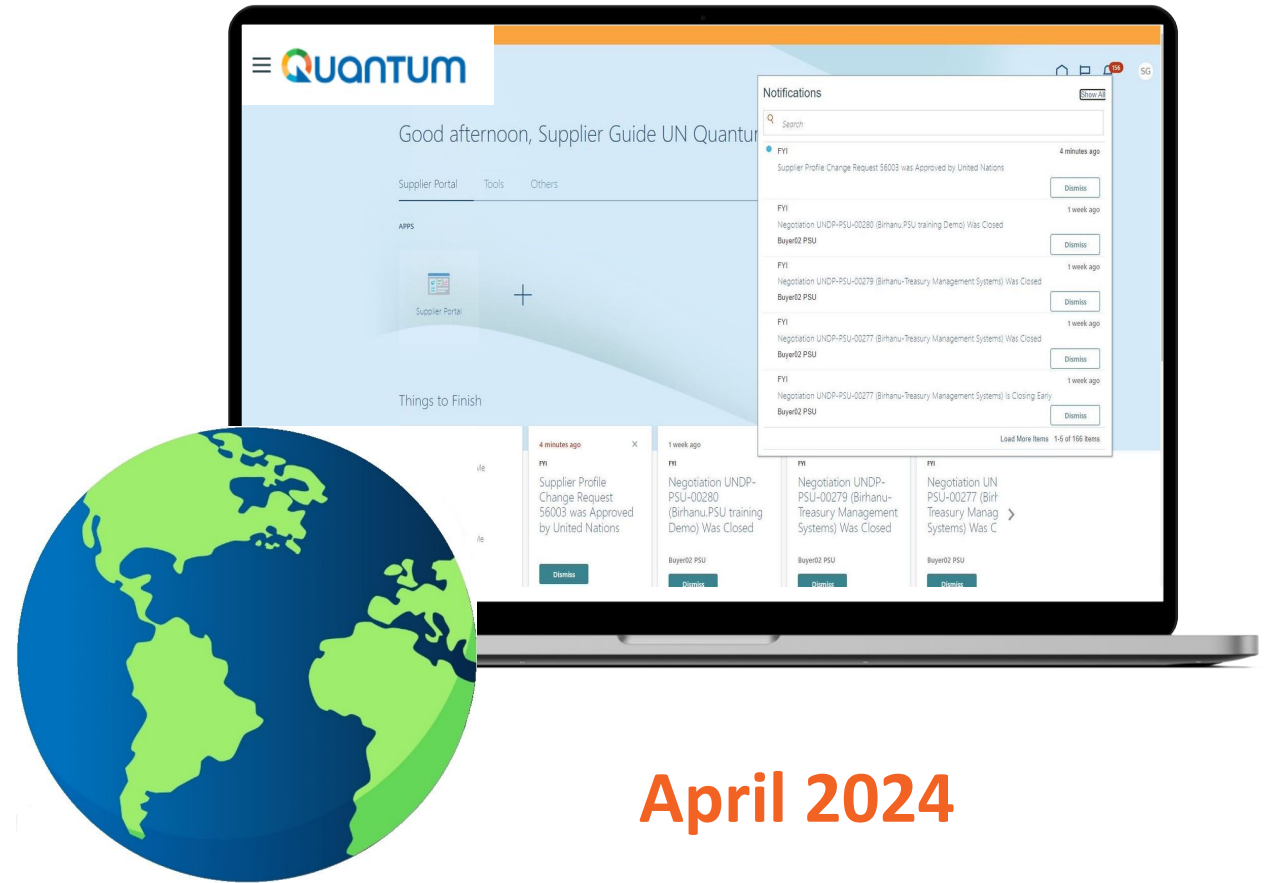 QUANTUM
156
SG
Notifications
Show All
Search
Good afternoon, Supplier Guide UN Quantu
FYI
4 minutes ago
Supplier Profile Change Request 56003 was Approved by United Nations
Dismiss
Supplier Portal Tools Others
FYI
1 week ago
Negotiation UNDP-PSU-00280 (Birhanu.PSU training Demo) Was Closed
Buyer02 PSU
Dismiss
APPS
FYI
1 week ago
Negotiation UNDP-PSU-00279 (Birhanu-Treasury Management Systems) Was Closed
Buyer02 PSU
Dismiss
Supplier Portal
FYI
1 week ago
Negotiation UNDP-PSU-00277 (Birhanu-Treasury Management Systems) Was Closed
Buyer02 PSU
Dismiss
FYI
1 week ago
Negotiation UNDP-PSU-00277 (Birhanu-Treasury Management Systems) Is Closing Early
Buyer02 PSU
Dismiss
Load More Items 1-5 of 166 items
Things to Finish
4 minutes ago
FYI
Supplier Profile
Change Request
56003 was Approved
by United Nations
Dismiss
1 week ago
FYI
Negotiation UNDP-
PSU-00280
(Birhanu.PSU training
Demo) Was Closed
Buyer02 PSU
Dismiss
FYI
Negotiation UNDP-
PSU-00279 (Birhanu-
Treasury Management
Systems) Was Closed
Buyer02 PSU
Dismiss
FYI
Negotiation UN
PSU-00277 (Birh
Treasury Manag
Systems) Was C
Buyer02 PSU
Dismiss
April 2024